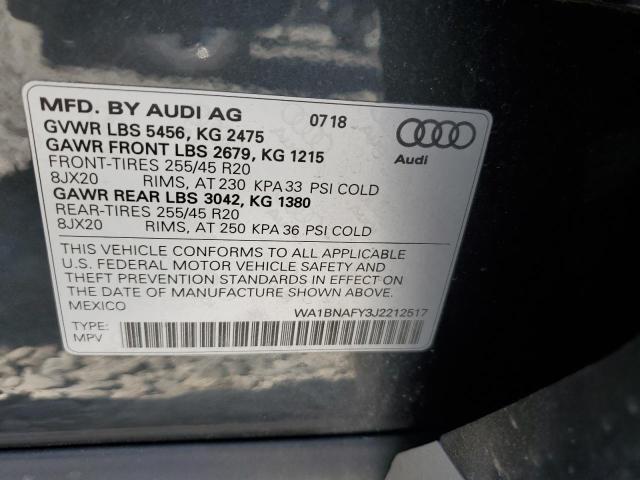 MFD. BY AUDI AG 07 18
GVWR LBS 5456, KG 2475
GAWR FRONT LBS 2679, KG 1215
FRONT-TIRES 255/45 R20
8JX20 RIMS, AT 230 KPA 33 PSI COLD
GAWR REAR LBS 3042, KG 1380
REAR-TIRES 255/45 R20
8JX20 RIMS, AT 250 KPA 36 PSI COLD
Audi
THIS VEHICLE CONFORMS TO ALL APPLICABLE
U.S. FEDERAL MOTOR VEHICLE SAFETY AND
THEFT PREVENTION STANDARDS IN EFFECT ON
THE DATE OF MANUFACTURE SHOWN ABOVE.
MEXICO
WA1BNAFY3J2212517
TYPE:
MPV